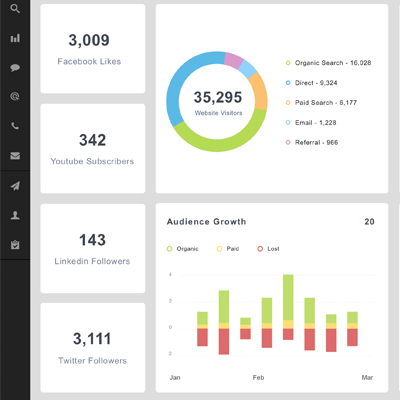 3,009
Facebook Likes
342
Youtube Subscribers
143
Linkedin Followers
3,111
Twitter Followers
35,295
Website Visitors
Organic Search - 16,028
Direct - 9,324
Paid Search - 6,177
Email - 1,228
Referral - 966
Audience Growth
20
Organic
Paid
Lost
4
2
0
2
Jan
Feb
Mar